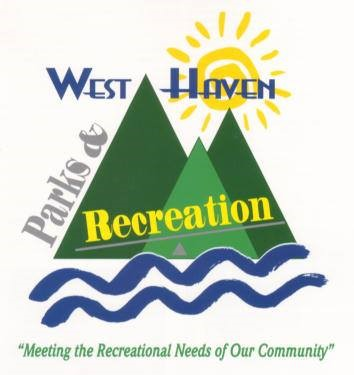 WEST HAVEN
Parks &
Recreation
"Meeting the Recreational Needs of Our Community"